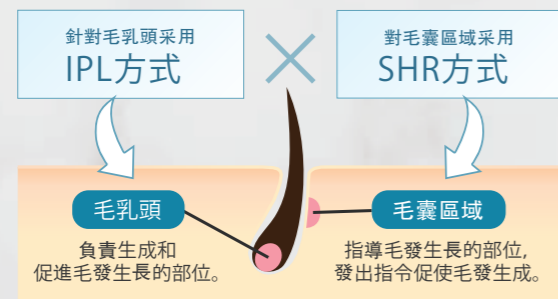 針對毛乳頭采用
IPL方式
×
對毛囊區域采用
SHR方式
毛乳頭
負責生成和
促進毛發生長的部位。
毛囊區域
指導毛發生長的部位,
發出指令促使毛發生成。